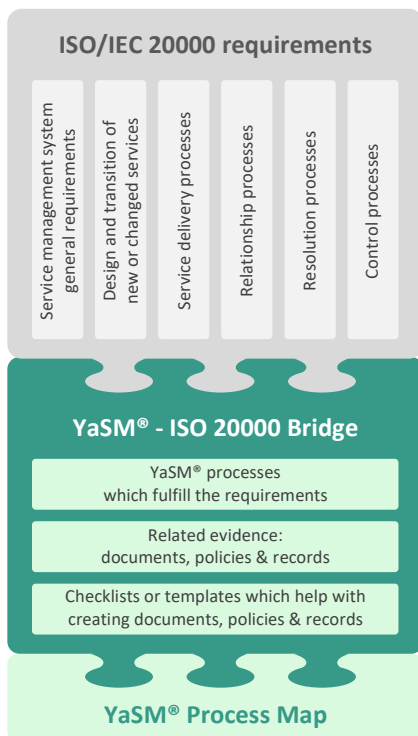 ISO/IEC 20000 requirements
Service management system
general requirements
Design and transition of
new or changed services
Service delivery processes
Relationship processes
Resolution processes
Control processes
YaSM® - ISO 20000 Bridge
YaSM® processes
which fulfill the requirements
Related evidence:
documents, policies & records
Checklists or templates which help with
creating documents, policies & records
YaSM® Process Map